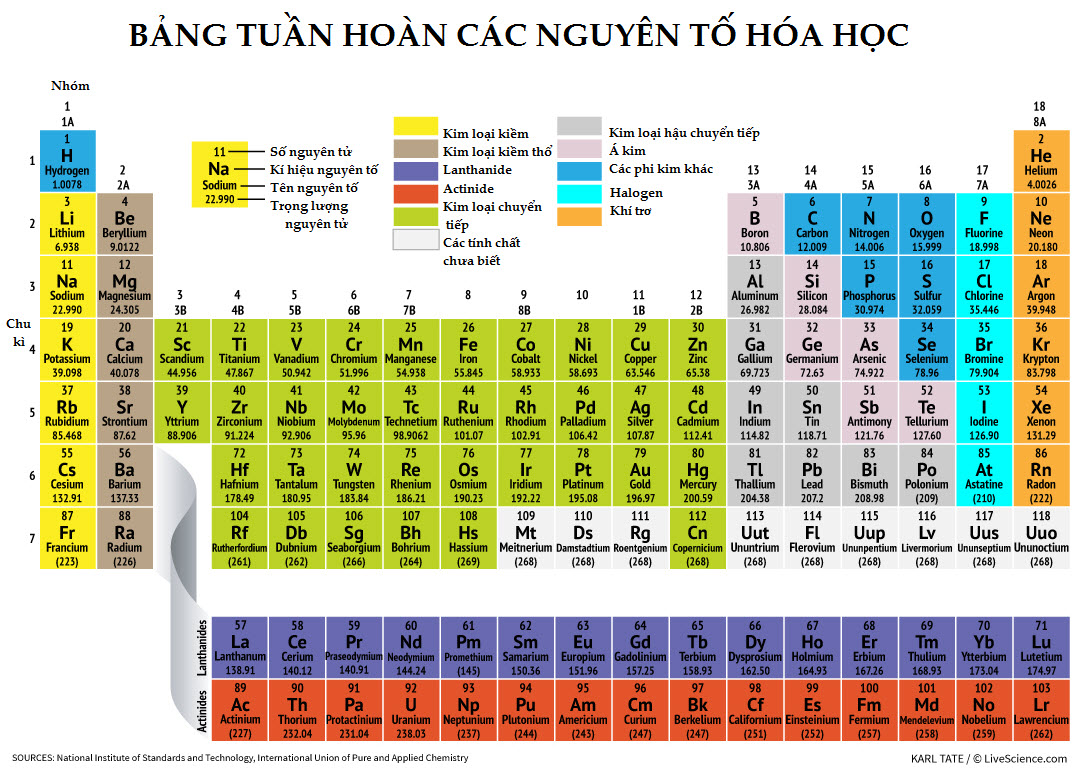 BẢNG TUẦN HOÀN CÁC NGUYÊN TỐ HÓA HỌC
Nhóm
1
1A
18
8A
11
Na
Sodium
22.990
Số nguyên tử
Kí hiệu nguyên tố
Tên nguyên tố
Trọng lượng
nguyên tử
Kim loại kiềm
Kim loại kiềm thổ
Lanthanide
Actinide
Kim loại chuyển
tiếp
Các tính chất
chưa biết
Kim loại hậu chuyển tiếp
Á kim
Các phi kim khác
Halogen
Khí trơ
1
1 2
H He
Hydrogen Helium
1.0078 4.0026
2 13 14 15 16 17
2A 3A 4A 5A 6A 7A
2
3 4 5 6 7 8 9 10
Li Be B C N O F Ne
Lithium Beryllium Boron Carbon Nitrogen Oxygen Fluorine Neon
6.938 9.0122 10.806 12.009 14.006 15.999 18.998 20.180
3
11 12 13 14 15 16 17 18
Na Mg Al Si P S Cl Ar
Sodium Magnesium Aluminum Silicon Phosphorus Sulfur Chlorine Argon
22.990 24.305 26.982 28.084 30.974 32.059 35.446 39.948
3 4 5 6 7 8 9 10 11 12
3B 4B 5B 6B 7B 8B 1B 2B
Chu
kì
4
19 20 21 22 23 24 25 26 27 28 29 30 31 32 33 34 35 36
K Ca Sc Ti V Cr Mn Fe Co Ni Cu Zn Ga Ge As Se Br Kr
Potassium Calcium Scandium Titanium Vanadium Chromium Manganese Iron Cobalt Nickel Copper Zinc Gallium Germanium Arsenic Selenium Bromine Krypton
39.098 40.078 44.956 47.867 50.942 51.996 54.938 55.845 58.933 58.693 63.546 65.38 69.723 72.63 74.922 78.96 79.904 83.798
5
37 38 39 40 41 42 43 44 45 46 47 48 49 50 51 52 53 54
Rb Sr Y Zr Nb Mo Tc Ru Rh Pd Ag Cd In Sn Sb Te I Xe
Rubidium Strontium Yttrium Zirconium Niobium Molybdenum Technetium Ruthenium Rhodium Palladium Silver Cadmium Indium Tin Antimony Tellurium Iodine Xenon
85.468 87.62 88.906 91.224 92.906 95.96 98.9062 101.07 102.91 106.42 107.87 112.41 114.82 118.71 121.76 127.60 126.90 131.29
6
55 56 72 73 74 75 76 77 78 79 80 81 82 83 84 85 86
Cs Ba Hf Ta W Re Os Ir Pt Au Hg Tl Pb Bi Po At Rn
Cesium Barium Hafnium Tantalum Tungsten Rhenium Osmium Iridium Platinum Gold Mercury Thallium Lead Bismuth Polonium Astatine Radon
132.91 137.33 178.49 180.95 183.84 186.21 190.23 192.22 195.08 196.97 200.59 204.38 207.2 208.98 (209) (210) (222)
7
87 88 104 105 106 107 108 109 110 111 112 113 114 115 116 117 118
Fr Ra Rf Db Sg Bh Hs Mt Ds Rg Cn Uut Fl Uup Lv Uus Uuo
Francium Radium Rutherfordium Dubnium Seaborgium Bohrium Hassium Meitnerium Damstadtium Roentgenium Copernicium Ununtrium Flerovium Ununpentium Livermorium Ununseptium Ununoctium
(223) (226) (261) (262) (266) (264) (269) (268) (268) (268) (268) (268) (268) (268) (268) (268) (268)
Lanthanides
57 58 59 60 61 62 63 64 65 66 67 68 69 70 71
La Ce Pr Nd Pm Sm Eu Gd Tb Dy Ho Er Tm Yb Lu
Lanthanum Cerium Praseodymium Neodymium Promethium Samarium Europium Gadolinium Terbium Dysprosium Holmium Erbium Thulium Ytterbium Lutetium
138.91 140.12 140.91 144.24 (145) 150.36 151.96 157.25 158.93 162.50 164.93 167.26 168.93 173.04 174.97
Actinides
89 90 91 92 93 94 95 96 97 98 99 100 101 102 103
Ac Th Pa U Np Pu Am Cm Bk Cf Es Fm Md No Lr
Actinium Thorium Protactinium Uranium Neptunium Plutonium Americium Curium Berkelium Californium Einsteinium Fermium Mendelevium Nobelium Lawrencium
(227) 232.04 231.04 238.03 (237) (244) (243) (247) (247) (251) (252) (257) (258) (259) (262)
SOURCES: National Institute of Standards and Technology, International Union of Pure and Applied Chemistry
KARL TATE / © LiveScience.com